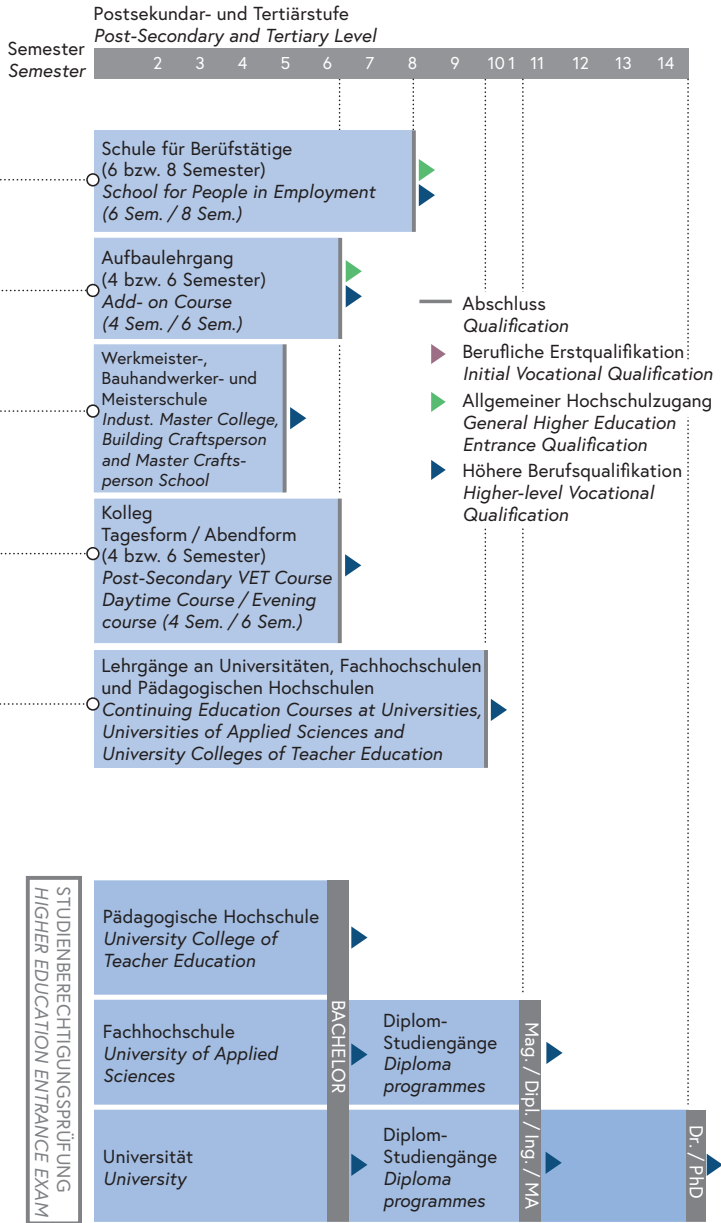 Postsekundar- und Tertiärstufe
Post-Secondary and Tertiary Level
Semester
Semester
2 3 4 5 6 7 8 9 10 1 11 12 13 14
Schule für Berüfstätige
(6 bzw. 8 Semester)
School for People in Employment
(6 Sem. / 8 Sem.)
Aufbaulehrgang
(4 bzw. 6 Semester)
Add- on Course
(4 Sem. / 6 Sem.)
Abschluss
Qualification
Berufliche Erstqualifikation
Initial Vocational Qualification
Allgemeiner Hochschulzugang
General Higher Education
Entrance Qualification
Höhere Berufsqualifikation
Higher-level Vocational
Qualification
Werkmeister-,
Bauhandwerker- und
Meisterschule
Indust. Master College,
Building Craftsperson
and Master Crafts-
person School
Kolleg
Tagesform / Abendform
(4 bzw. 6 Semester)
Post-Secondary VET Course
Daytime Course / Evening
course (4 Sem. / 6 Sem.)
Lehrgänge an Universitäten, Fachhochschulen
und Pädagogischen Hochschulen
Continuing Education Courses at Universities,
Universities of Applied Sciences and
University Colleges of Teacher Education
STUDIENBERECHTIGUNGSPRÜFUNG
HIGHER EDUCATION ENTRANCE EXAM
Pädagogische Hochschule
University College of
Teacher Education
BACHELOR
Fachhochschule
University of Applied
Sciences
Diplom-
Studiengänge
Diploma
programmes
Mag. / Dipl. / Ing. / MA
Universität
University
Diplom-
Studiengänge
Diploma
programmes
Dr. / PhD